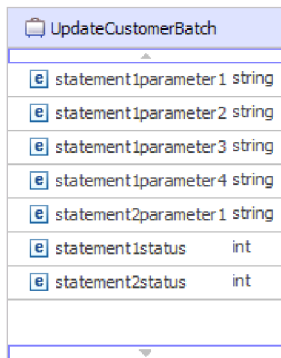 UpdateCustomerBatch
e statement1parameter1 string
e statement1parameter2 string
e statement1parameter3 string
e statement1parameter4 string
e statement2parameter1 string
e statement1status int
e statement2status int